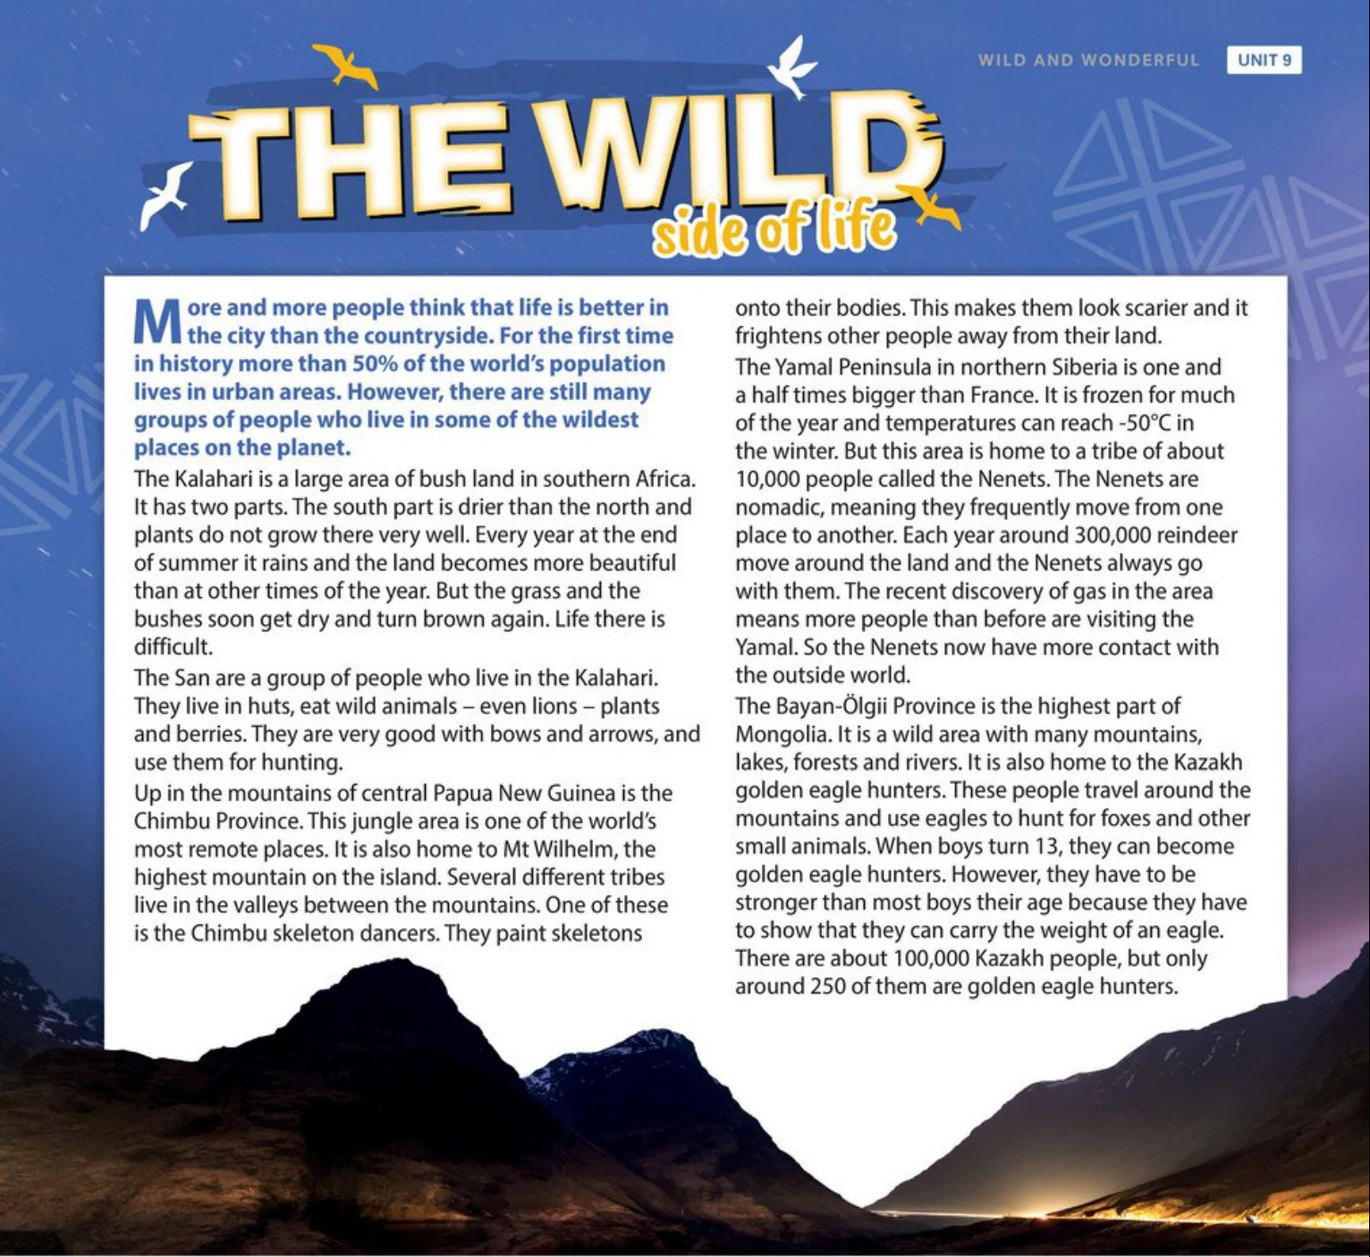 WILD AND WONDERFUL UNIT 9
THE WILD
side of life
More and more people think that life is better in
the city than the countryside. For the first time
in history more than 50% of the world's population
lives in urban areas. However, there are still many
groups of people who live in some of the wildest
places on the planet.
The Kalahari is a large area of bush land in southern Africa.
It has two parts. The south part is drier than the north and
plants do not grow there very well. Every year at the end
of summer it rains and the land becomes more beautiful
than at other times of the year. But the grass and the
bushes soon get dry and turn brown again. Life there is
difficult.
The San are a group of people who live in the Kalahari.
They live in huts, eat wild animals – even lions – plants
and berries. They are very good with bows and arrows, and
use them for hunting.
Up in the mountains of central Papua New Guinea is the
Chimbu Province. This jungle area is one of the world's
most remote places. It is also home to Mt Wilhelm, the
highest mountain on the island. Several different tribes
live in the valleys between the mountains. One of these
is the Chimbu skeleton dancers. They paint skeletons
onto their bodies. This makes them look scarier and it
frightens other people away from their land.
The Yamal Peninsula in northern Siberia is one and
a half times bigger than France. It is frozen for much
of the year and temperatures can reach -50°C in
the winter. But this area is home to a tribe of about
10,000 people called the Nenets. The Nenets are
nomadic, meaning they frequently move from one
place to another. Each year around 300,000 reindeer
move around the land and the Nenets always go
with them. The recent discovery of gas in the area
means more people than before are visiting the
Yamal. So the Nenets now have more contact with
the outside world.
The Bayan-Ölgii Province is the highest part of
Mongolia. It is a wild area with many mountains,
lakes, forests and rivers. It is also home to the Kazakh
golden eagle hunters. These people travel around the
mountains and use eagles to hunt for foxes and other
small animals. When boys turn 13, they can become
golden eagle hunters. However, they have to be
stronger than most boys their age because they have
to show that they can carry the weight of an eagle.
There are about 100,000 Kazakh people, but only
around 250 of them are golden eagle hunters.